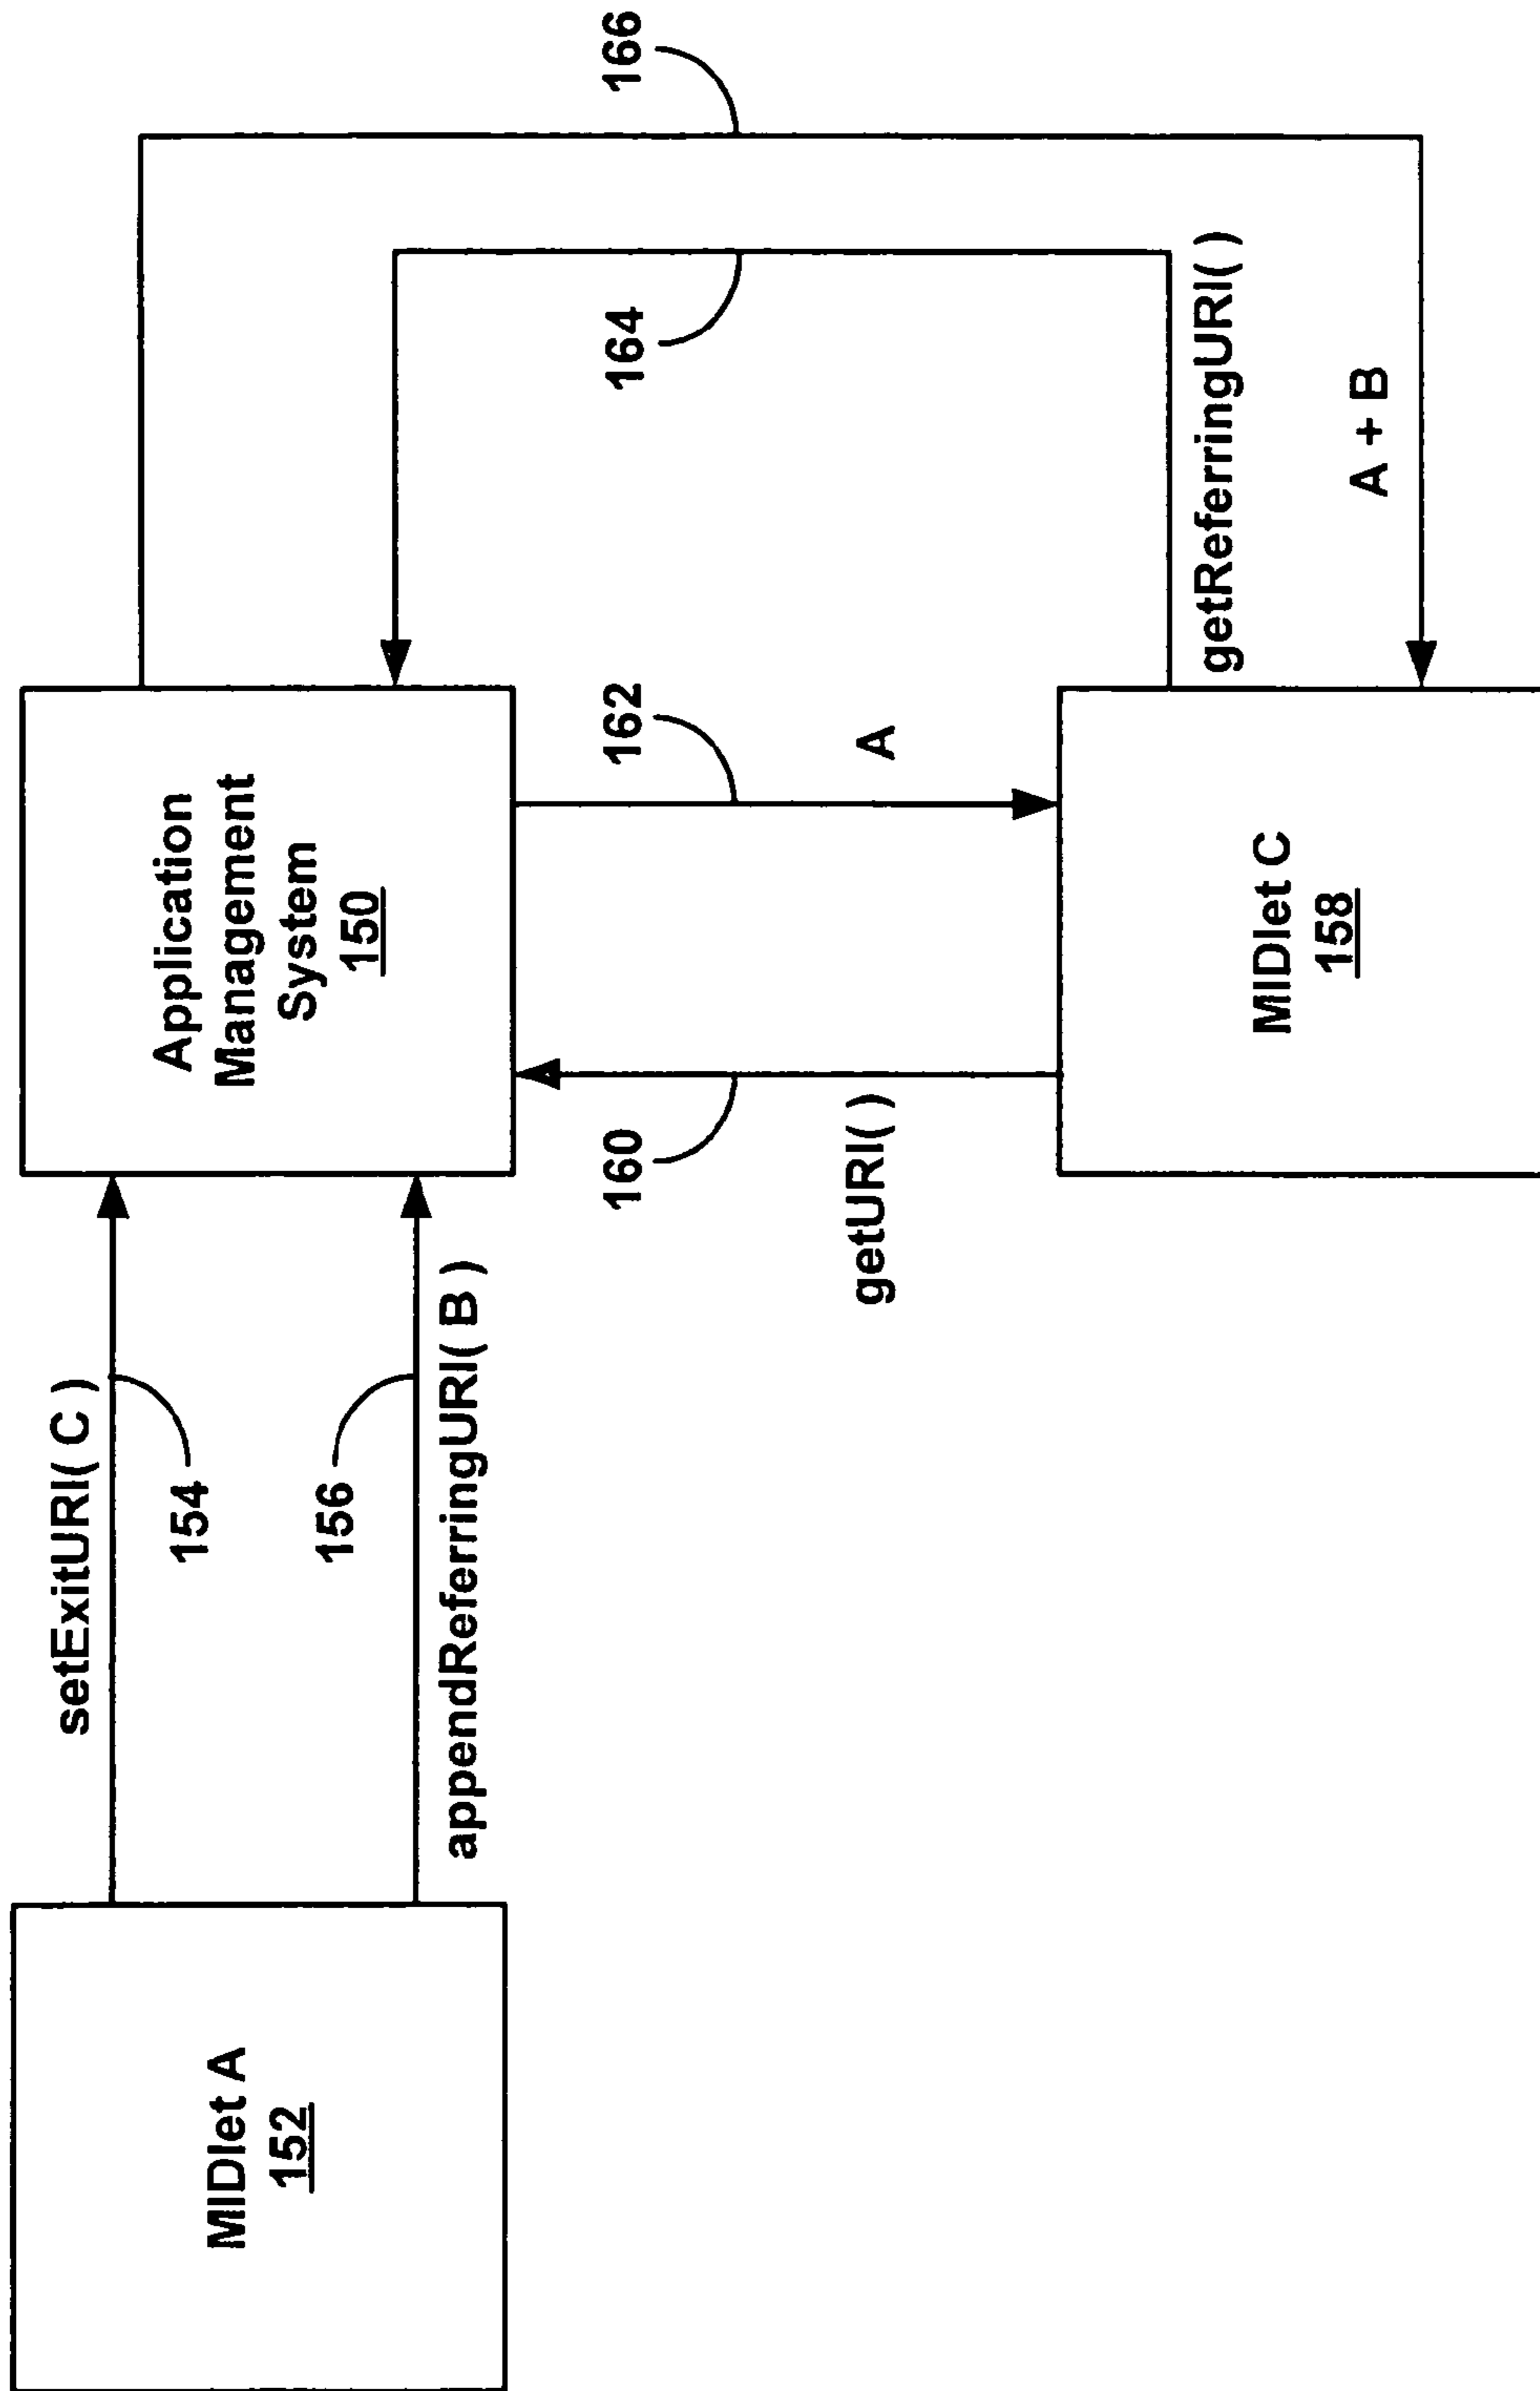 MIDlet A
152
setExitURI( C )
154
156
appendReferringURI( B )
Application
Management
System
150
160
getURI( )
162
A
MIDlet C
158
164
166
getReferringURI( )
A + B